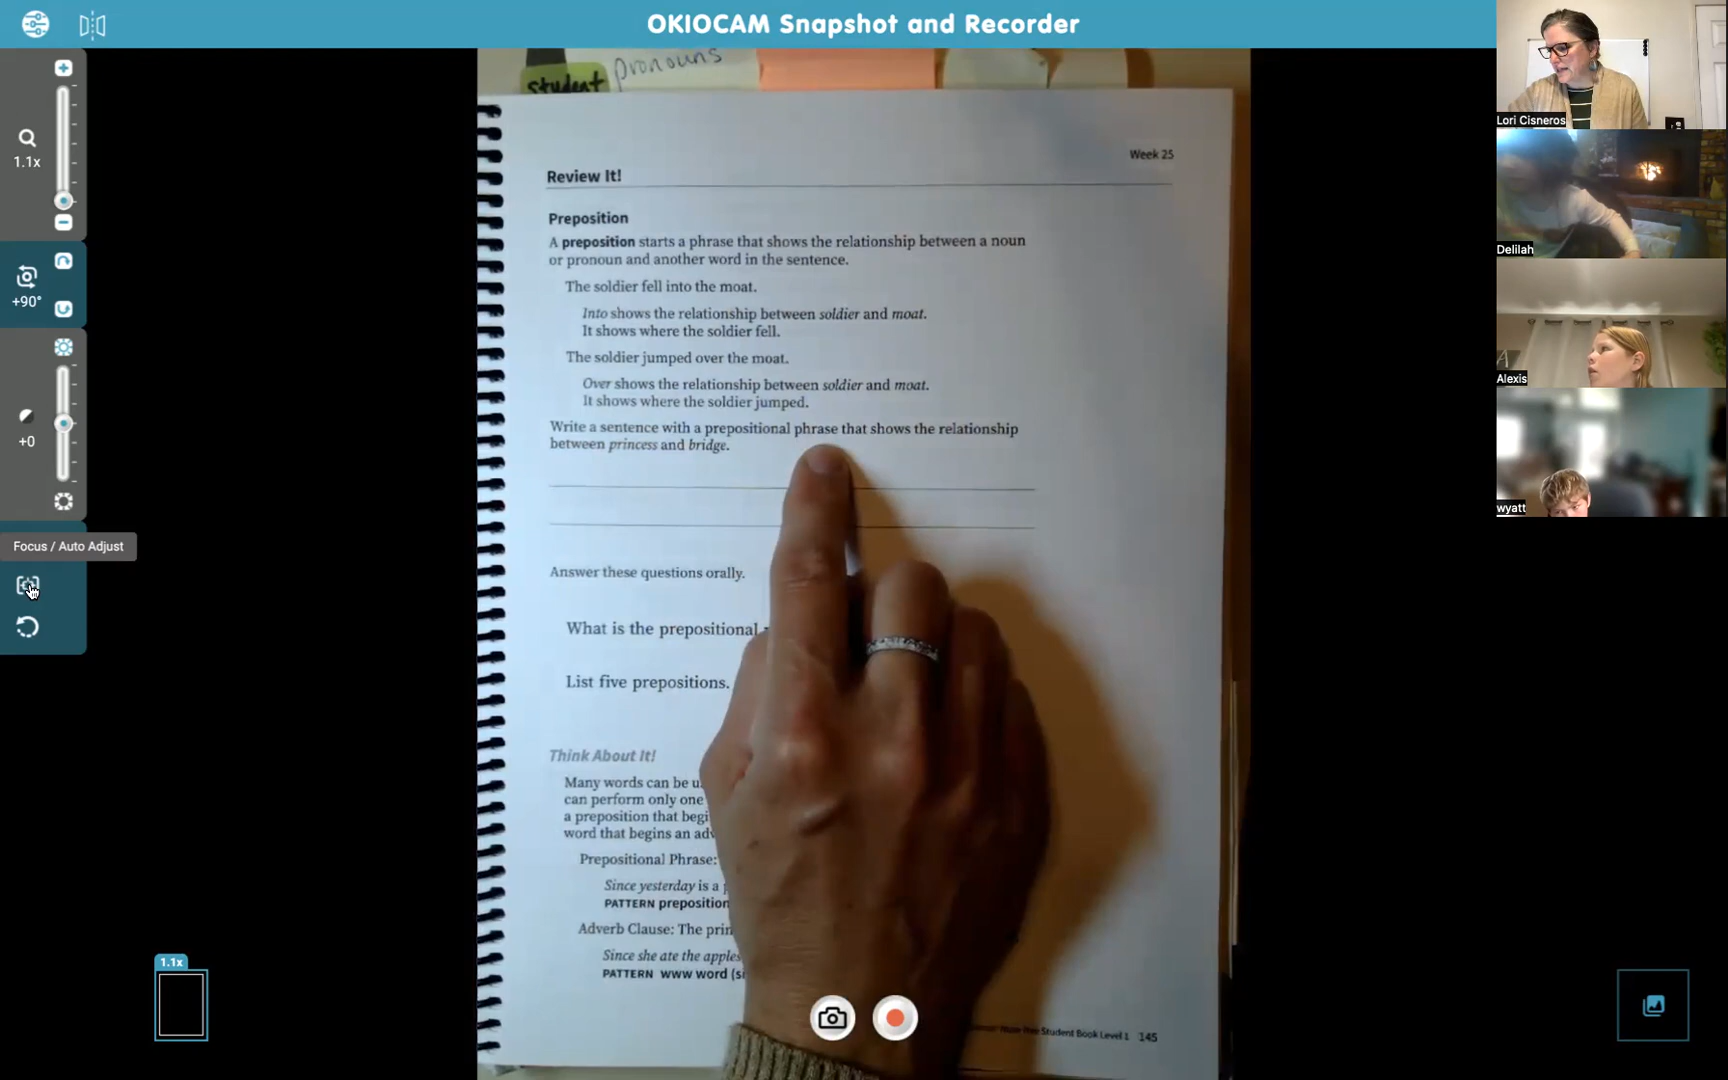 OKIOCAM Snapshot and Recorder
1.1x
+90°
+0
Focus / Auto Adjust
1.1x
student
pronouns
Week 25
Review It!
Preposition
A preposition starts a phrase that shows the relationship between a noun
or pronoun and another word in the sentence.
The soldier fell into the moat.
Into shows the relationship between soldier and moat.
It shows where the soldier fell.
The soldier jumped over the moat.
Over shows the relationship between soldier and moat.
It shows where the soldier jumped.
Write a sentence with a prepositional phrase that shows the relationship
between princess and bridge.
Answer these questions orally.
What is the prepositional
List five prepositions.
Think About It!
Many words can be
can perform only one
a preposition that
word that begins an
Prepositional Phrase:
Since yesterday is a
PATTERN preposition
Adverb Clause: The
Since she ate the apples
PATTERN www word
Student Book Level 1 145
Lori Cisneros
Delilah
A
Alexis
wyatt